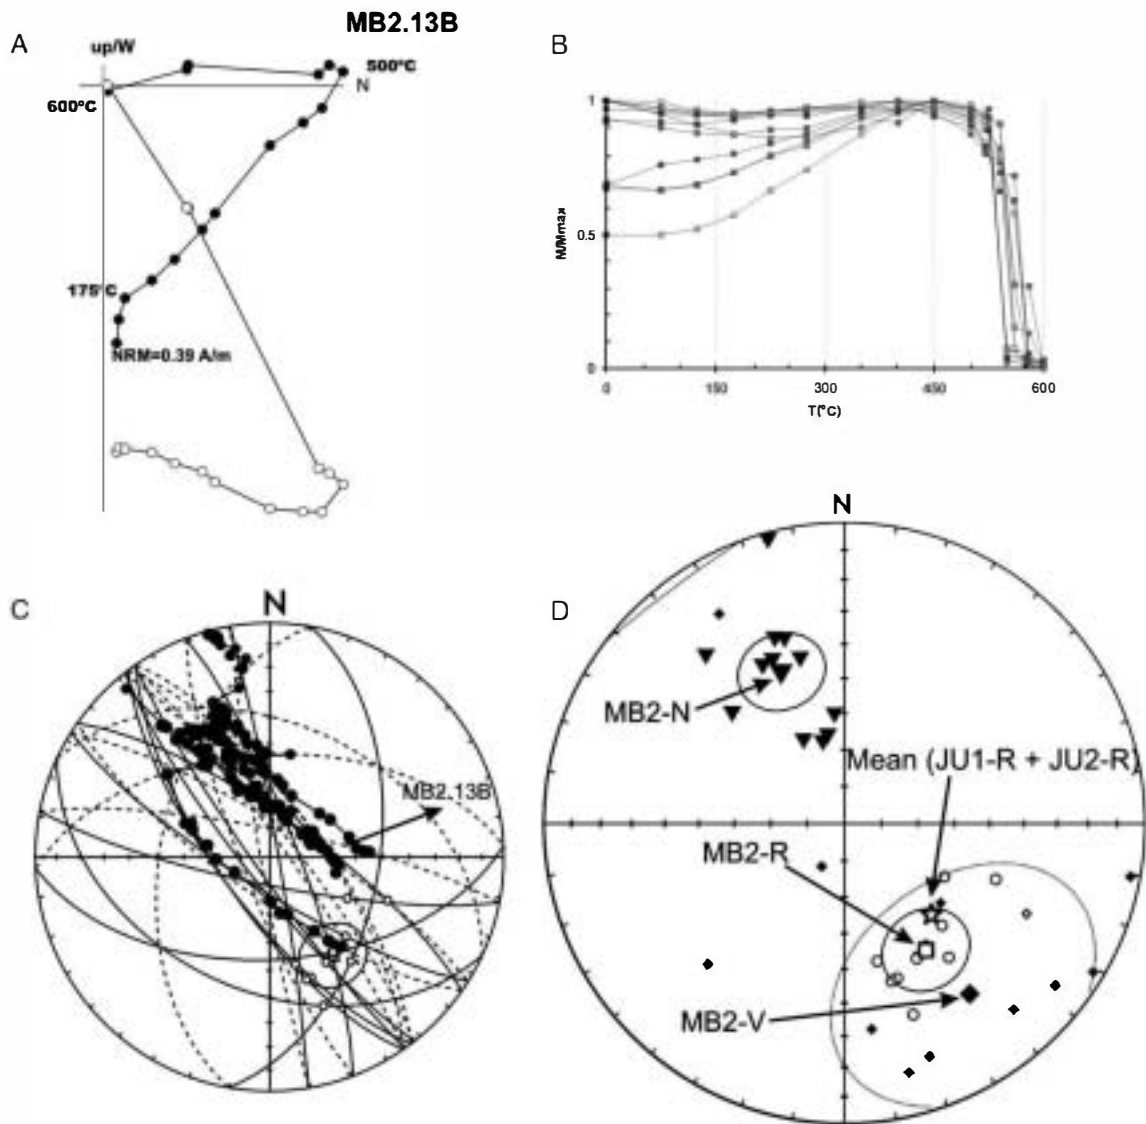 A
MB2.13B
up/W
500°C
N
600°C
175°C
NRM=0.39 A/m
B
1
0.5
0
M/Mmax
0
150
300
450
600
T(°C)
C
N
MB2.13B
D
N
MB2-N
Mean (JU1-R + JU2-R)
MB2-R
MB2-V